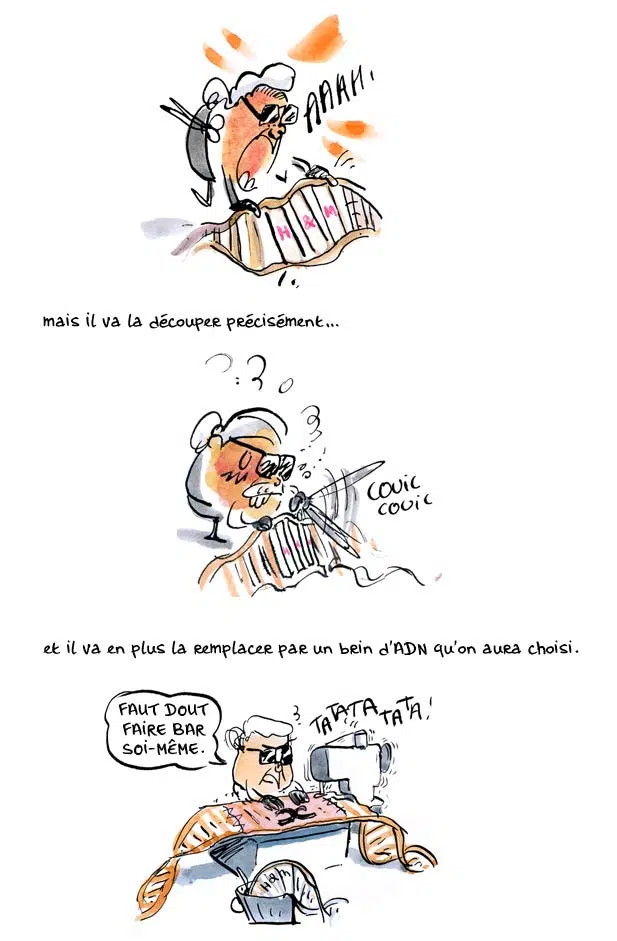 AAAH!
H & M
mais il va la découper précisément...
COUIC
COUIC
et il va en plus la remplacer par un brin d'ADN qu'on aura choisi.
FAUT DOUT
FAIRE BAR
SOI-MÊME.
TATATATATA!
H&M